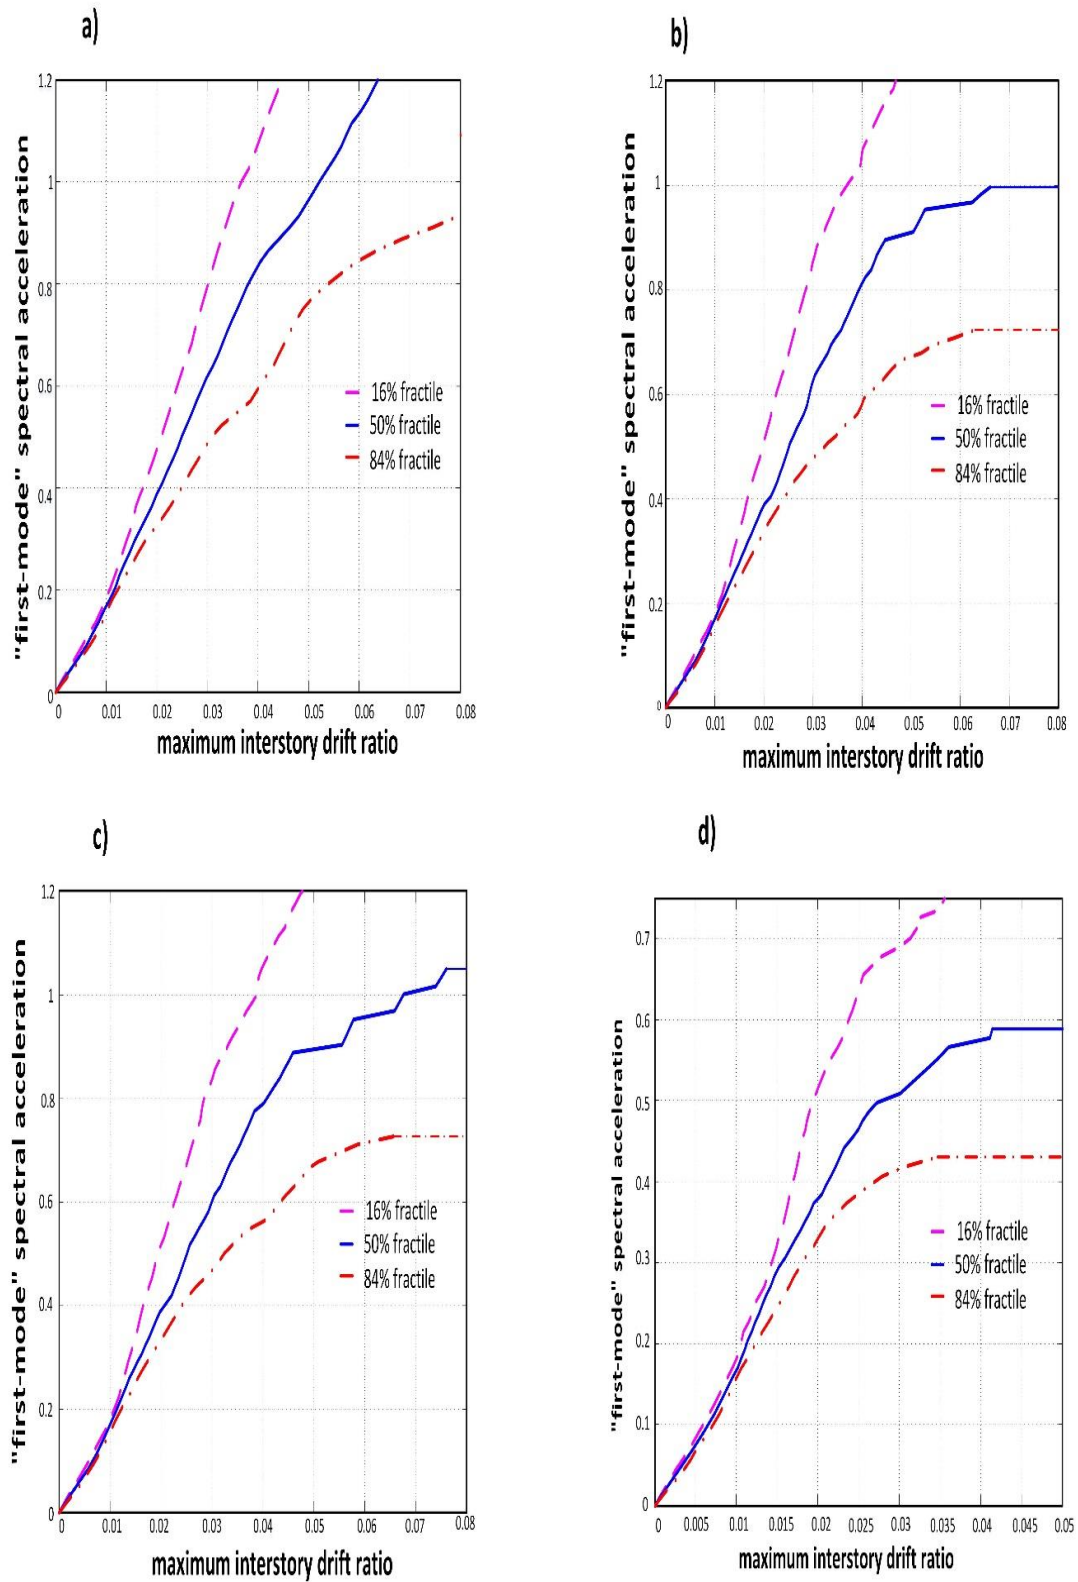 a)
"first-mode" spectral acceleration
1.2
1
0.8
0.6
0.4
0.2
0
16% fractile
50% fractile
84% fractile
0 0.01 0.02 0.03 0.04 0.05 0.06 0.07 0.08
maximum interstory drift ratio
b)
"first-mode" spectral acceleration
1.2
1
0.8
0.6
0.4
0.2
0
16% fractile
50% fractile
84% fractile
0 0.01 0.02 0.03 0.04 0.05 0.06 0.07 0.08
maximum interstory drift ratio
c)
"first-mode" spectral acceleration
1.2
1
0.8
0.6
0.4
0.2
0
16% fractile
50% fractile
84% fractile
0 0.01 0.02 0.03 0.04 0.05 0.06 0.07 0.08
maximum interstory drift ratio
d)
"first-mode" spectral acceleration
0.7
0.6
0.5
0.4
0.3
0.2
0.1
0
16% fractile
50% fractile
84% fractile
0 0.005 0.01 0.015 0.02 0.025 0.03 0.035 0.04 0.045 0.05
maximum interstory drift ratio